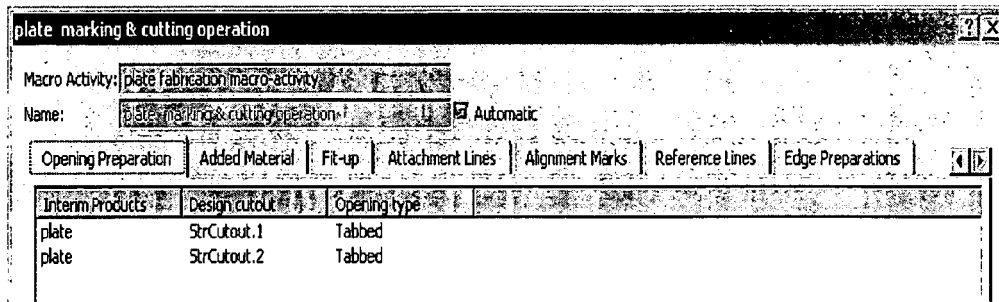 plate marking & cutting operation ? X
Macro Activity: plate fabrication macro-activity
Name: plate marking & cutting operation Automatic
Opening Preparation Added Material Fit-up Attachment Lines Alignment Marks Reference Lines Edge Preparations
Interim Products Design cutout Opening type
plate StrCutout.1 Tabbed
plate StrCutout.2 Tabbed